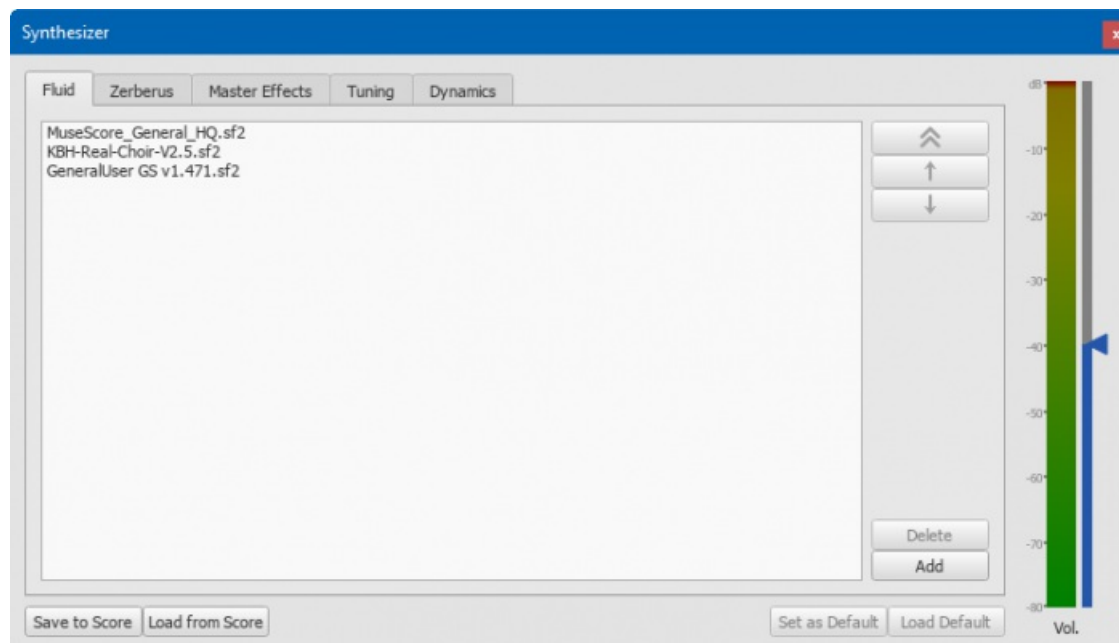 Synthesizer
x
Fluid Zerberus Master Effects Tuning Dynamics
MuseScore_General_HQ.sf2
KBH-Real-Choir-V2.5.sf2
GeneralUser GS v1.471.sf2
Delete
Add
Save to Score Load from Score Set as Default Load Default
dB
-10
-20
-30
-40
-50
-60
-70
-80
Vol.